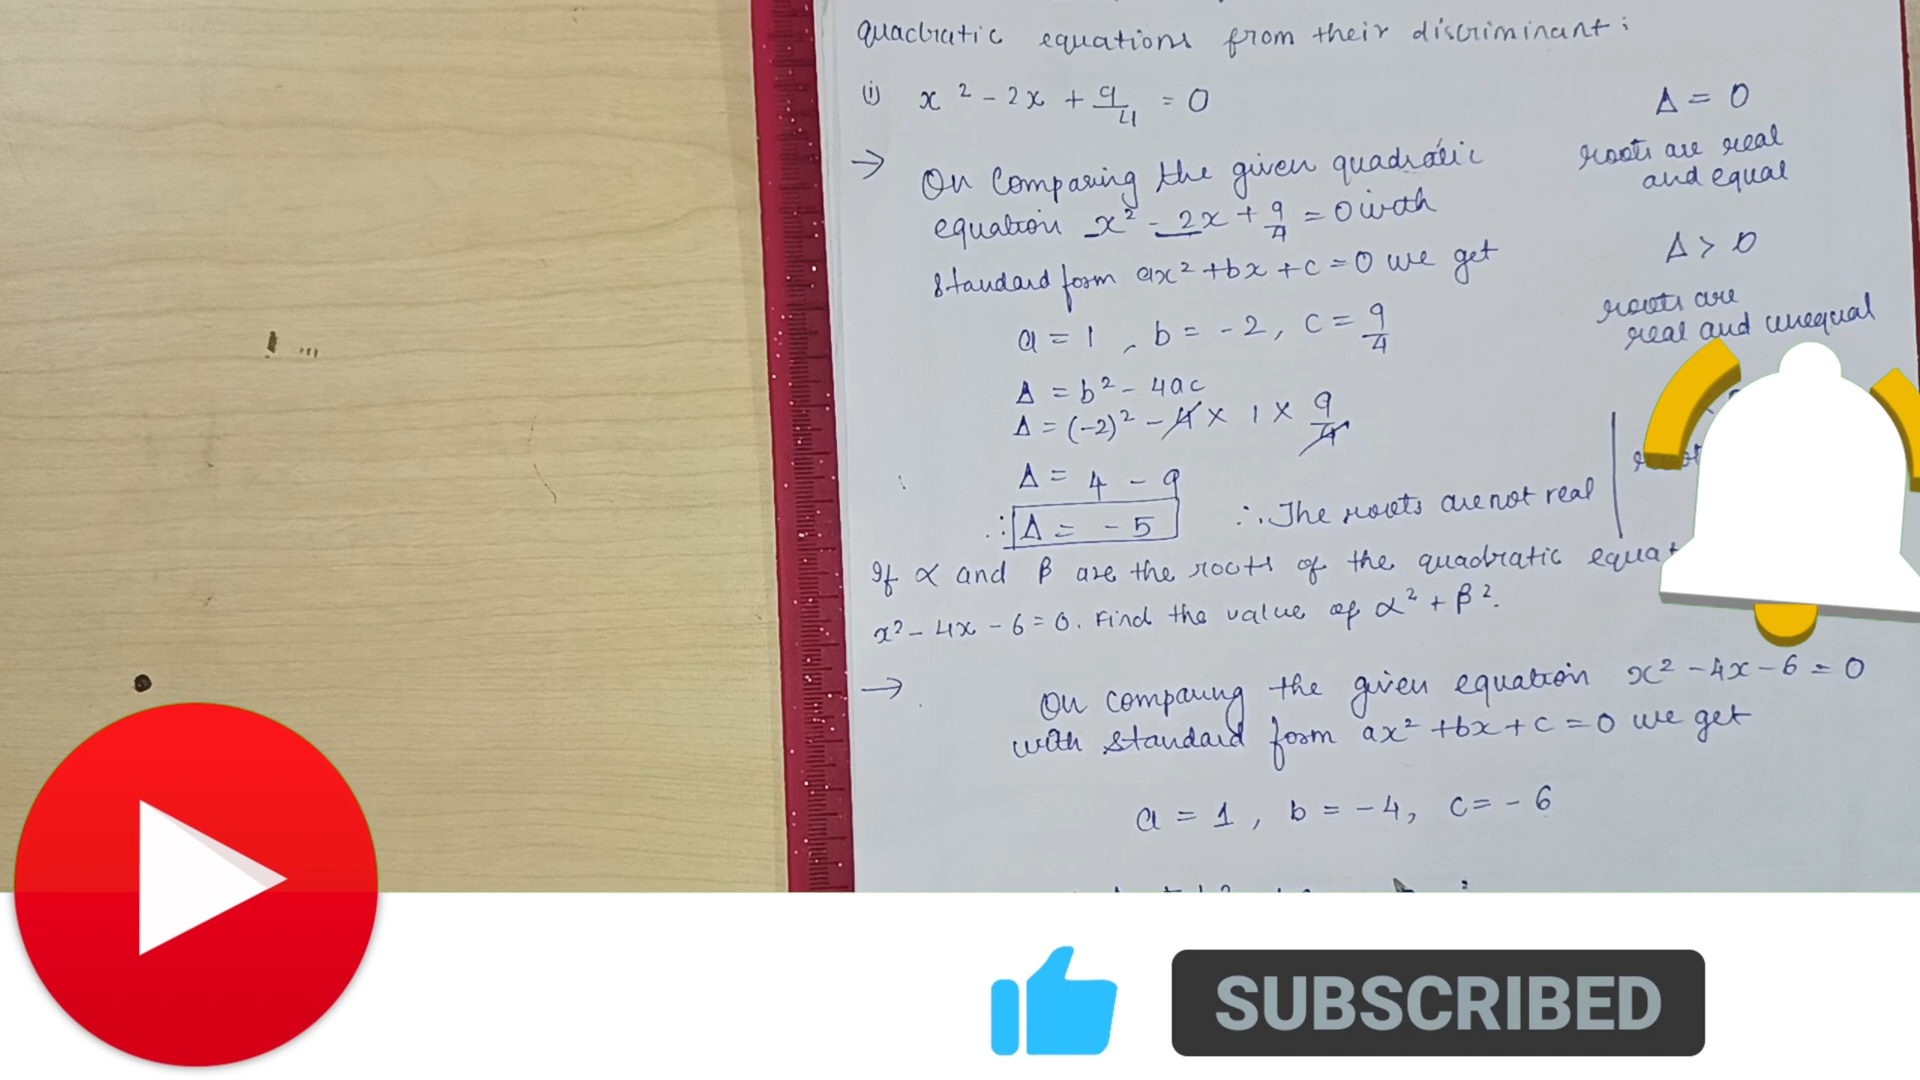 quadratic equations from their discriminant:
(i) x² - 2x + 9/4 = 0
→ On Comparing the given quadratic
equation x² - 2x + 9/4 = 0 with
Standard form ax² + bx + c = 0 we get
a = 1, b = -2, c = 9/4
Δ = b² - 4ac
Δ = (-2)² - 4 × 1 × 9/4
Δ = 4 - 9
∴ Δ = -5 ∴ The roots are not real
Δ = 0
roots are real
and equal
Δ > 0
roots are
real and unequal
If α and β are the roots of the quadratic
x² - 4x - 6 = 0. Find the value of α² + β².
→ On comparing the given equation x² - 4x - 6 = 0
with standard form ax² + bx + c = 0 we get
a = 1, b = -4, c = -6
SUBSCRIBED